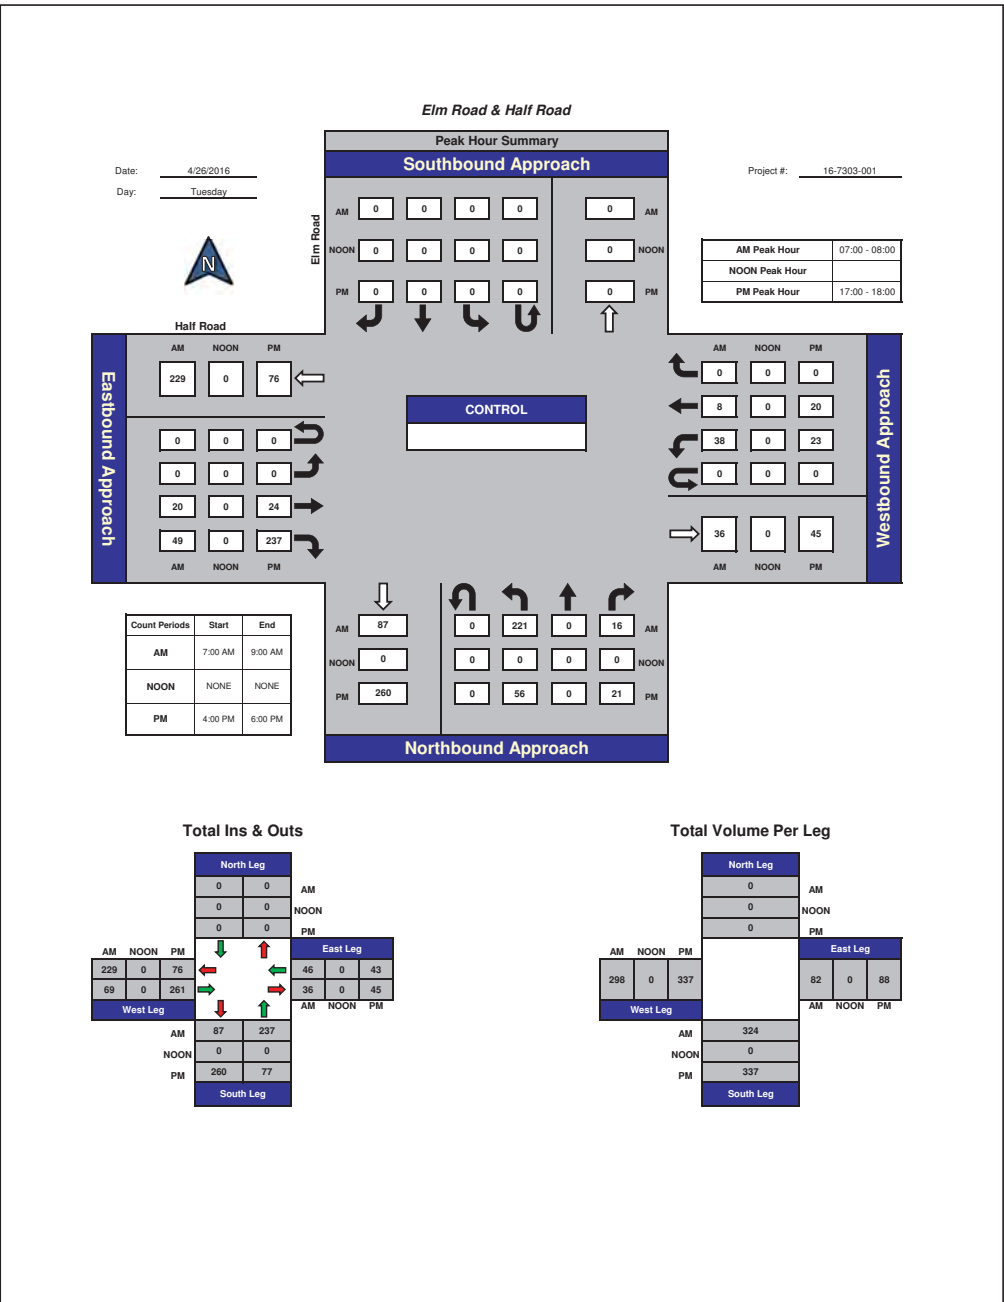 Elm Road & Half Road
Peak Hour Summary
Southbound Approach
Date: 4/26/2016
Day: Tuesday
Project #: 16-7303-001
N
Elm Road
AM 0 0 0 0 0 AM
NOON 0 0 0 0 0 NOON
PM 0 0 0 0 0 PM
AM Peak Hour 07:00 - 08:00
NOON Peak Hour
PM Peak Hour 17:00 - 18:00
Half Road
Eastbound Approach
AM NOON PM
229 0 76
0 0 0
0 0 0
20 0 24
49 0 237
AM NOON PM
CONTROL
AM NOON PM
0 0 0
8 0 20
38 0 23
0 0 0
36 0 45
AM NOON PM
Westbound Approach
Count Periods Start End
AM 7:00 AM 9:00 AM
NOON NONE NONE
PM 4:00 PM 6:00 PM
AM 87 0 221 0 16 AM
NOON 0 0 0 0 0 NOON
PM 260 0 56 0 21 PM
Northbound Approach
Total Ins & Outs
North Leg
0 0 AM
0 0 NOON
0 0 PM
AM NOON PM
229 0 76
69 0 261
West Leg
East Leg
46 0 43
36 0 45
AM NOON PM
AM 87 237
NOON 0 0
PM 260 77
South Leg
Total Volume Per Leg
North Leg
0 AM
0 NOON
0 PM
AM NOON PM
298 0 337
West Leg
East Leg
82 0 88
AM NOON PM
AM 324
NOON 0
PM 337
South Leg